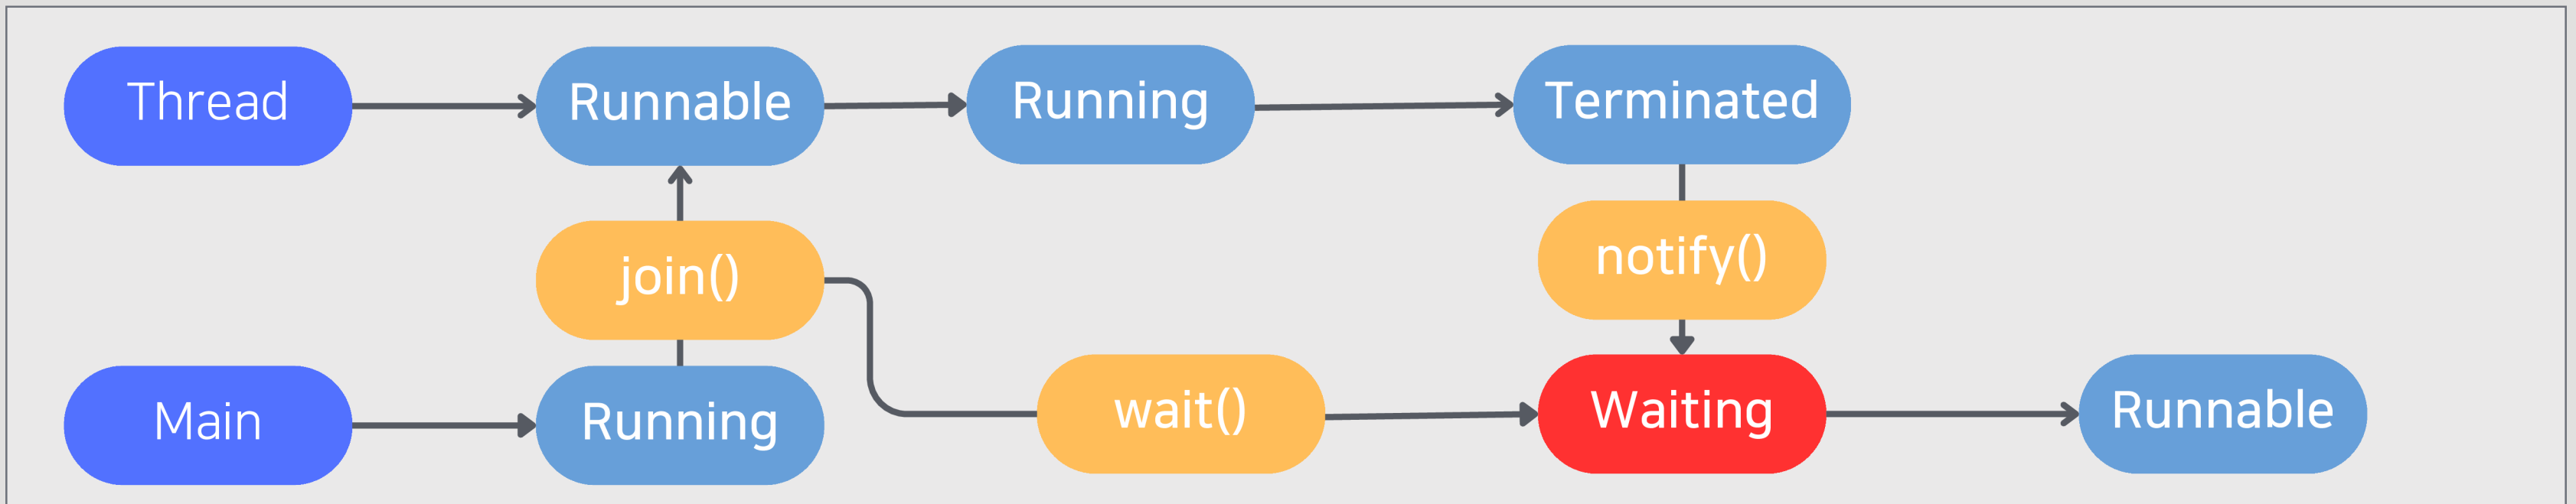 Thread
Runnable
Running
Terminated
join()
notify()
Main
Running
wait()
Waiting
Runnable